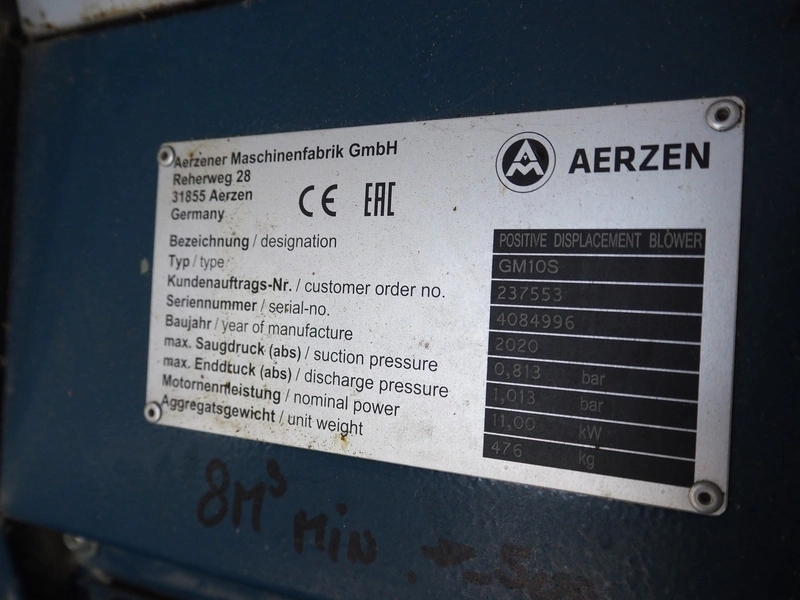 Aerzener Maschinenfabrik GmbH
Reherweg 28
31855 Aerzen
Germany
CE EAC
AERZEN
Bezeichnung / designation POSITIVE DISPLACEMENT BLOWER
Typ / type GM10S
Kundenauftrags-Nr. / customer order no. 237553
Seriennummer / serial-no. 4084996
Baujahr / year of manufacture 2020
max. Saugdruck (abs) / suction pressure 0,813 bar
max. Enddtuck (abs) / discharge pressure 1,013 bar
Motornenmleistung / nominal power 11,00 kW
Aggregatsgewicht / unit weight 476 kg
8M³ MIN